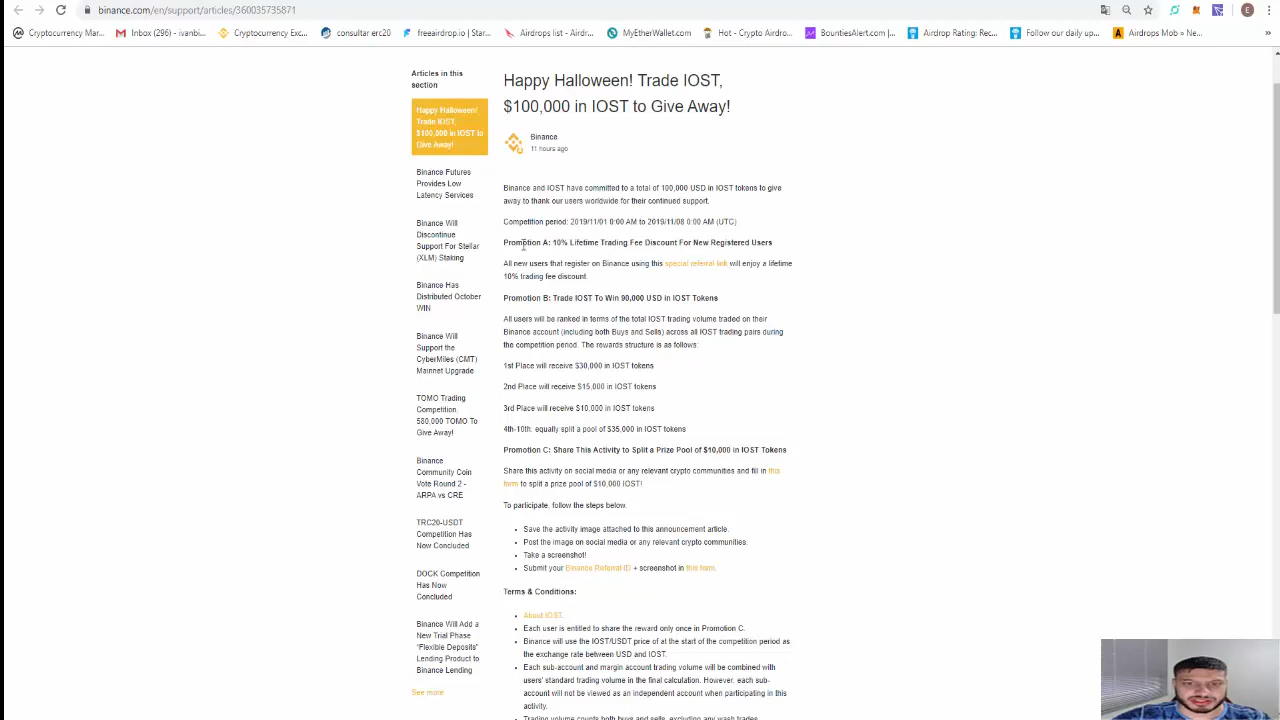 binance.com/en/support/articles/360035735871
Cryptocurrency Mar...
Inbox (296) - ivanbi...
Cryptocurrency Exc...
consultar erc20
freeairdrop.io | Star...
Airdrops list - Airdro...
MyEtherWallet.com
Hot - Crypto Airdro...
BountiesAlert.com |...
Airdrop Rating: Rec...
Follow our daily up...
Airdrops Mob » Ne...
»
E
Articles in this
section
Happy Halloween!
Trade IOST,
$100,000 in IOST to
Give Away!
Binance Futures
Provides Low
Latency Services
Binance Will
Discontinue
Support For Stellar
(XLM) Staking
Binance Has
Distributed October
WIN
Binance Will
Support the
CyberMiles (CMT)
Mainnet Upgrade
TOMO Trading
Competition.
580,000 TOMO To
Give Away!
Binance
Community Coin
Vote Round 2 -
ARPA vs CRE
TRC20-USDT
Competition Has
Now Concluded
DOCK Competition
Has Now
Concluded
Binance Will Add a
New Trial Phase
"Flexible Deposits"
Lending Product to
Binance Lending
See more
Happy Halloween! Trade IOST,
$100,000 in IOST to Give Away!
Binance
11 hours ago
Binance and IOST have committed to a total of 100,000 USD in IOST tokens to give
away to thank our users worldwide for their continued support.
Competition period: 2019/11/01 0:00 AM to 2019/11/08 0:00 AM (UTC)
Promotion A: 10% Lifetime Trading Fee Discount For New Registered Users
All new users that register on Binance using this special referral link will enjoy a lifetime
10% trading fee discount.
Promotion B: Trade IOST To Win 90,000 USD in IOST Tokens
All users will be ranked in terms of the total IOST trading volume traded on their
Binance account (including both Buys and Sells) across all IOST trading pairs during
the competition period. The rewards structure is as follows:
1st Place will receive $30,000 in IOST tokens
2nd Place will receive $15,000 in IOST tokens
3rd Place will receive $10,000 in IOST tokens
4th-10th: equally split a pool of $35,000 in IOST tokens
Promotion C: Share This Activity to Split a Prize Pool of $10,000 in IOST Tokens
Share this activity on social media or any relevant crypto communities and fill in this
form to split a prize pool of $10,000 IOST!
To participate, follow the steps below.
• Save the activity image attached to this announcement article.
• Post the image on social media or any relevant crypto communities.
• Take a screenshot!
• Submit your Binance Referral ID + screenshot in this form.
Terms & Conditions:
• About IOST.
• Each user is entitled to share the reward only once in Promotion C.
• Binance will use the IOST/USDT price of at the start of the competition period as
the exchange rate between USD and IOST.
• Each sub-account and margin account trading volume will be combined with
users' standard trading volume in the final calculation. However, each sub-
account will not be viewed as an independent account when participating in this
activity.
• Trading volume counts both buys and sells, excluding any wash trades